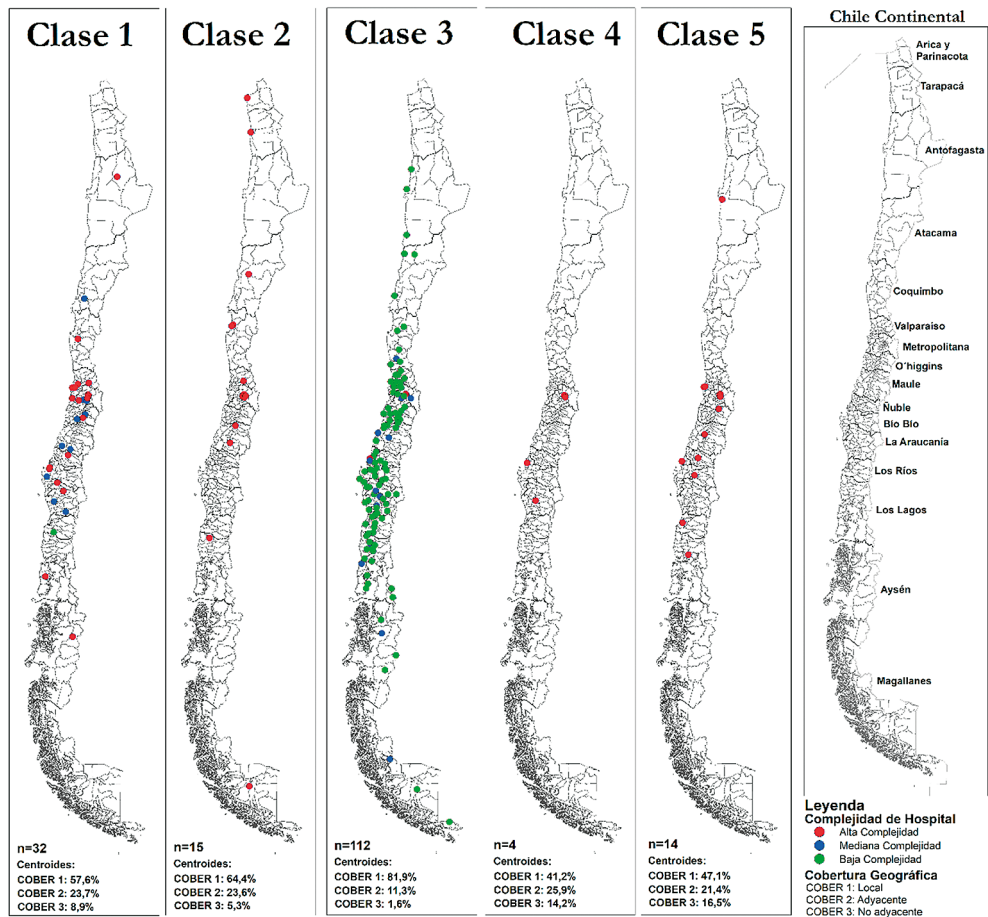 Clase 1
n=32
Centroides:
COBER 1: 57,6%
COBER 2: 23,7%
COBER 3: 8,9%
Clase 2
n=15
Centroides:
COBER 1: 64,4%
COBER 2: 23,6%
COBER 3: 5,3%
Clase 3
n=112
Centroides:
COBER 1: 81,9%
COBER 2: 11,3%
COBER 3: 1,6%
Clase 4
n=4
Centroides:
COBER 1: 41,2%
COBER 2: 25,9%
COBER 3: 14,2%
Clase 5
n=14
Centroides:
COBER 1: 47,1%
COBER 2: 21,4%
COBER 3: 16,5%
Chile Continental
Arica y
Parinacota
Tarapacá
Antofagasta
Atacama
Coquimbo
Valparaiso
Metropolitana
O´higgins
Maule
Ñuble
Bio Bio
La Araucanía
Los Ríos
Los Lagos
Aysén
Magallanes
Leyenda
Complejidad de Hospital
Alta Complejidad
Mediana Complejidad
Baja Complejidad
Cobertura Geográfica
COBER 1: Local
COBER 2: Adyacente
COBER 3: No adyacente